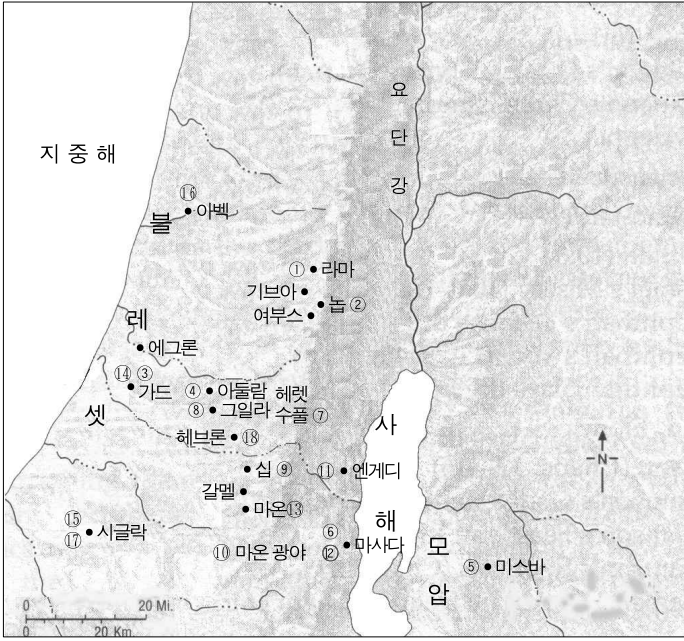 요
단
강
지 중 해
⑯
아벡
불
① 라마
기브아
놉 ②
여부스
레
에그론
⑭ ③
가드
④ 아둘람
헤렛
수풀 ⑦
⑧ 그일라
셋
헤브론 ⑱
사
해
십 ⑨
⑪ 엔게디
갈멜
마온⑬
⑮
⑰
시글락
⑥
⑫
마사다
⑩ 마온 광야
모
압
⑤ 미스바
N
0 20 Mi.
0 20 Km.